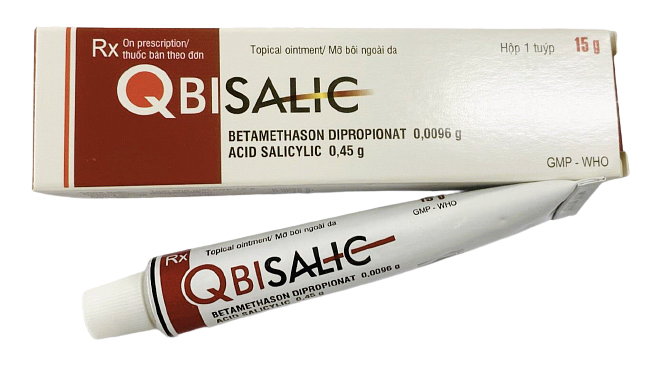 Rx On prescription/
thuốc bán theo đơn
Topical ointment/ Mỡ bôi ngoài da
Hộp 1 tuýp 15 g
QBISALIC
BETAMETHASON DIPROPIONAT 0,0096 g
ACID SALICYLIC 0,45 g
GMP - WHO
Rx
Topical ointment/ Mỡ bôi ngoài da
15 g
GMP - WHO
QBISALIC
BETAMETHASON DIPROPIONAT 0.0096 g
ACID SALICYLIC 0,45 g